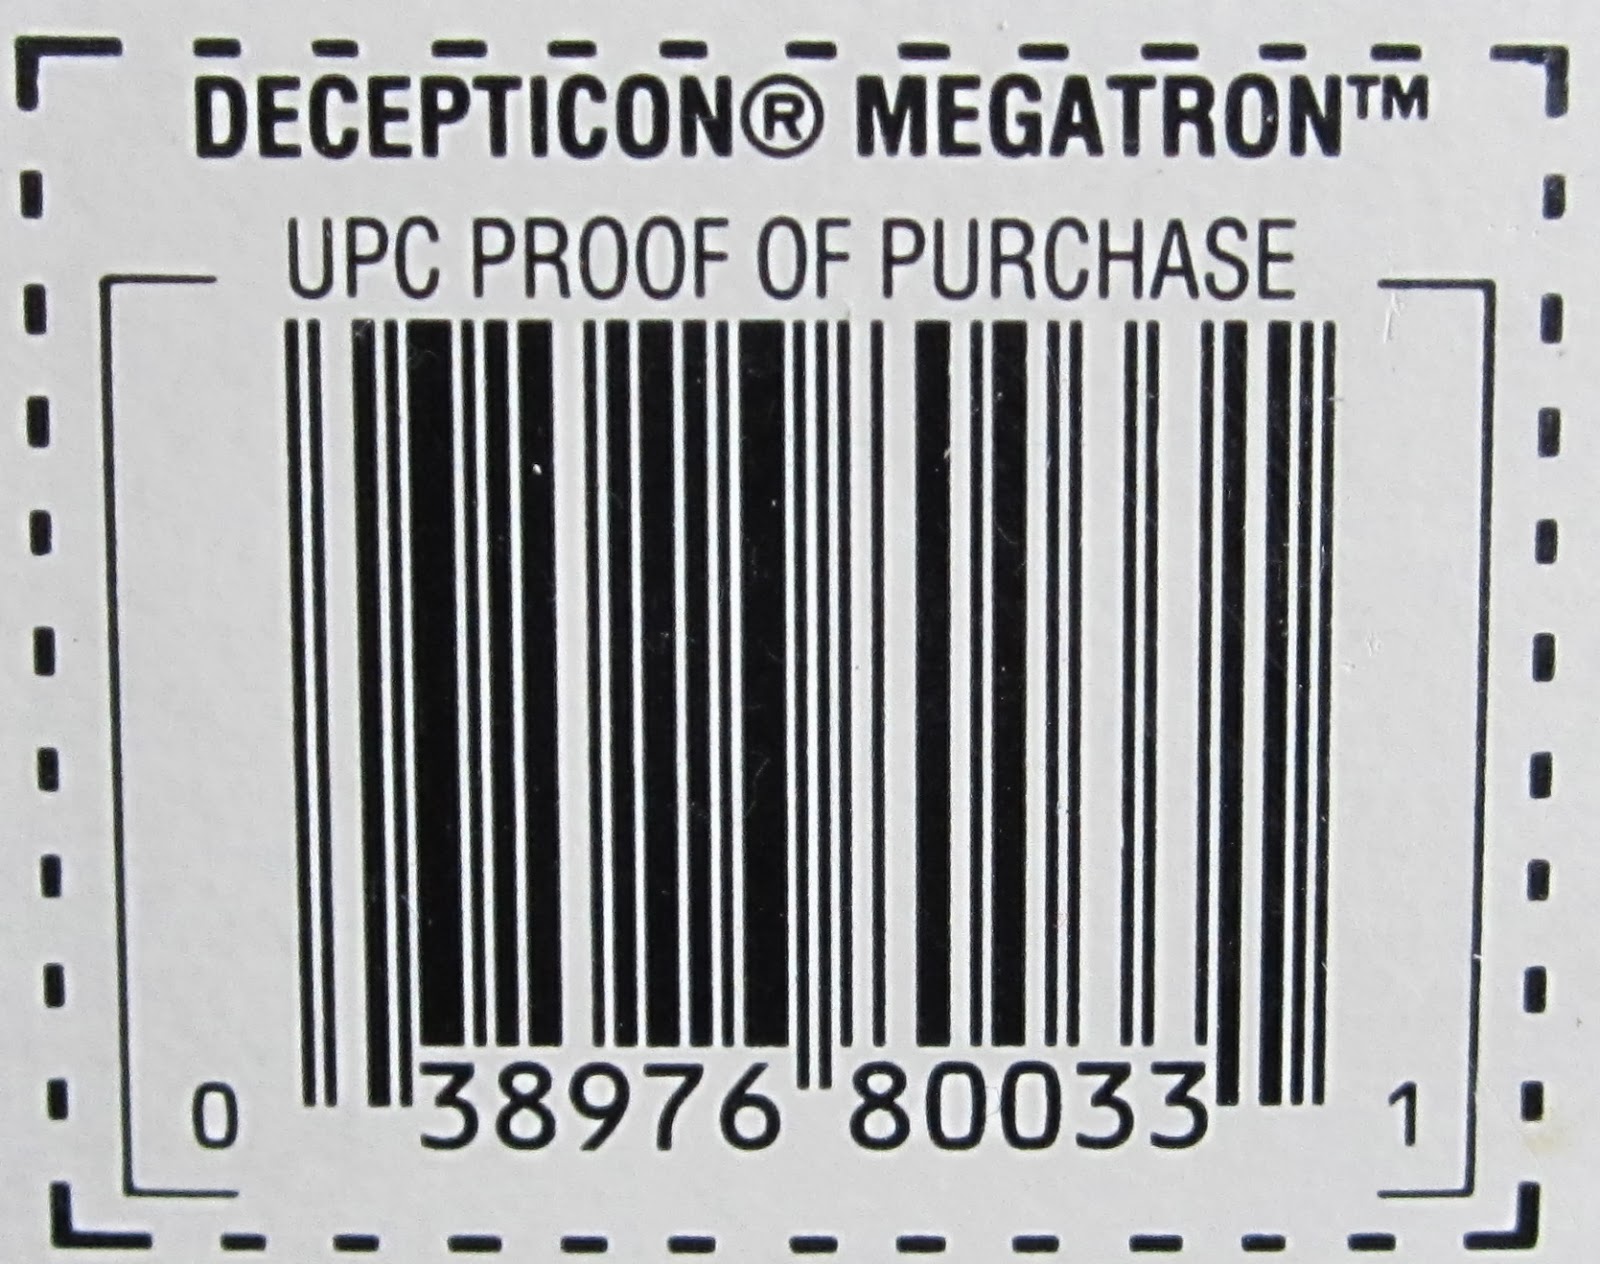 DECEPTICON® MEGATRON™
UPC PROOF OF PURCHASE
0 38976 80033 1